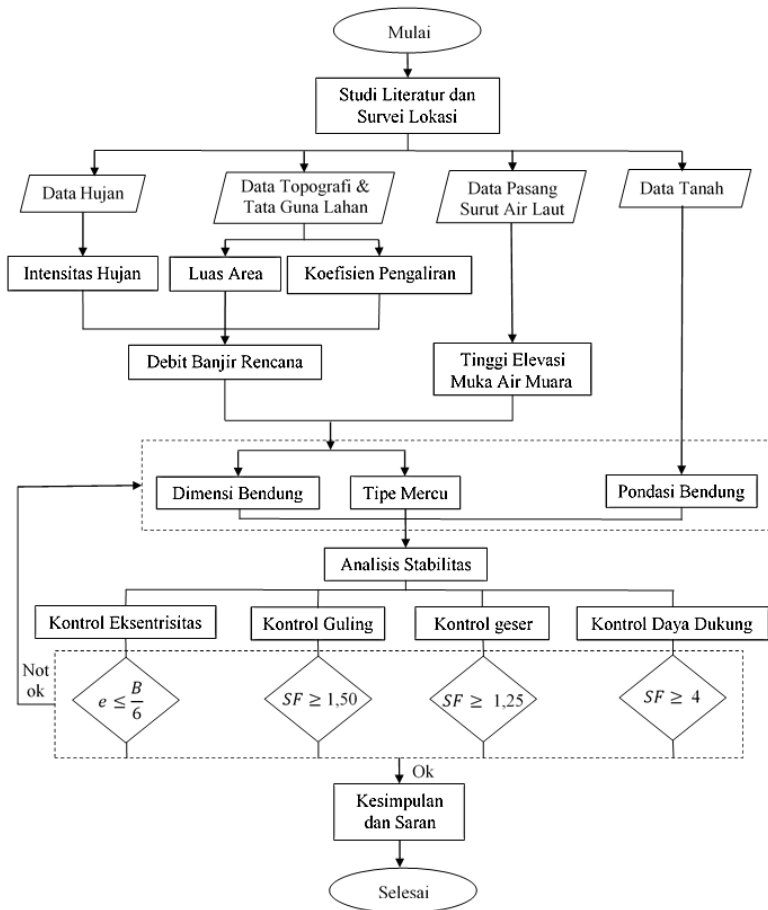 Mulai
Studi Literatur dan
Survei Lokasi
Data Hujan
Data Topografi &
Tata Guna Lahan
Data Pasang
Surut Air Laut
Data Tanah
Intensitas Hujan
Luas Area
Koefisien Pengaliran
Debit Banjir Rencana
Tinggi Elevasi
Muka Air Muara
Dimensi Bendung
Tipe Mercu
Pondasi Bendung
Analisis Stabilitas
Kontrol Eksentrisitas
Kontrol Guling
Kontrol geser
Kontrol Daya Dukung
Not
ok
e ≤ B/6
SF ≥ 1,50
SF ≥ 1,25
SF ≥ 4
Ok
Kesimpulan
dan Saran
Selesai